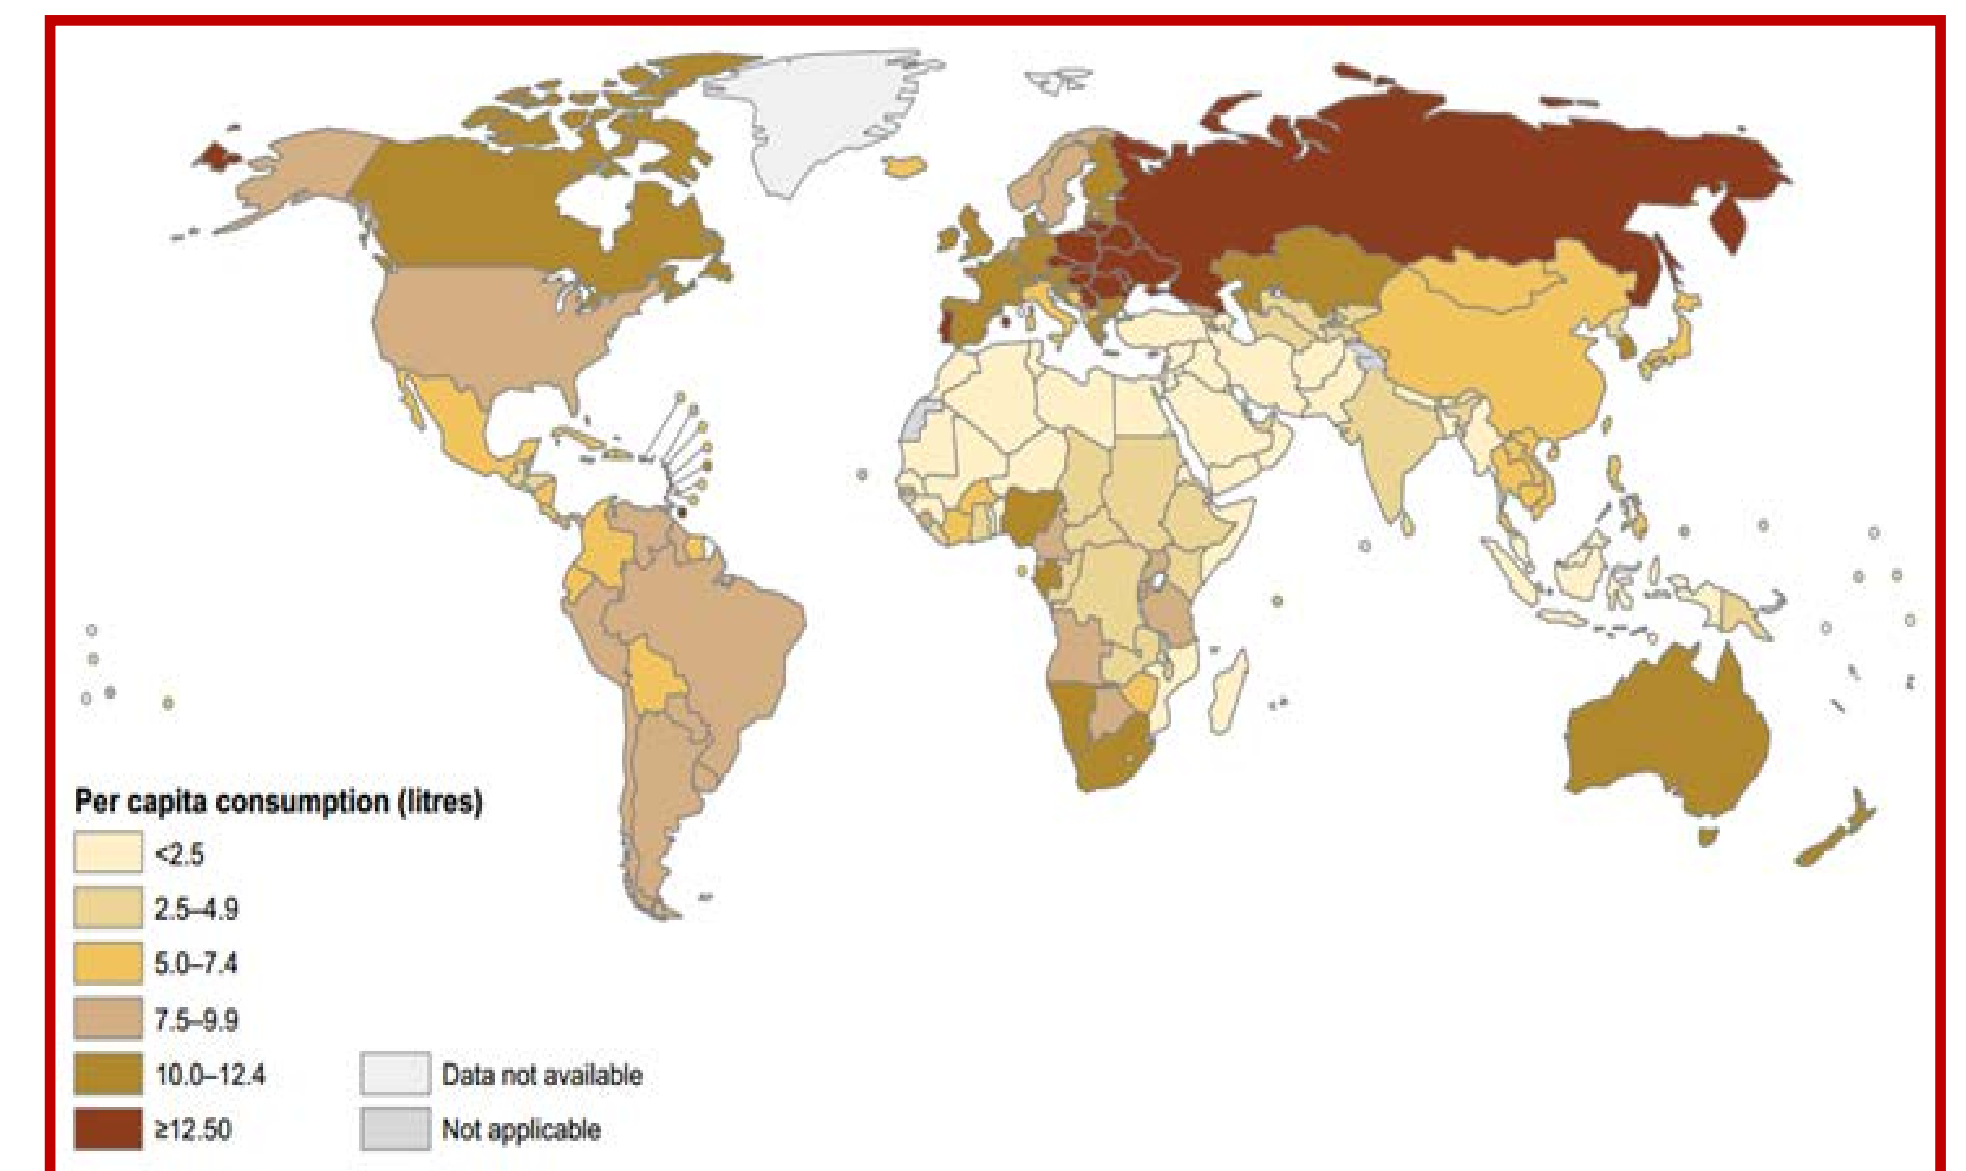 Per capita consumption (litres)
<2.5
2.5–4.9
5.0–7.4
7.5–9.9
10.0–12.4
≥12.50
Data not available
Not applicable